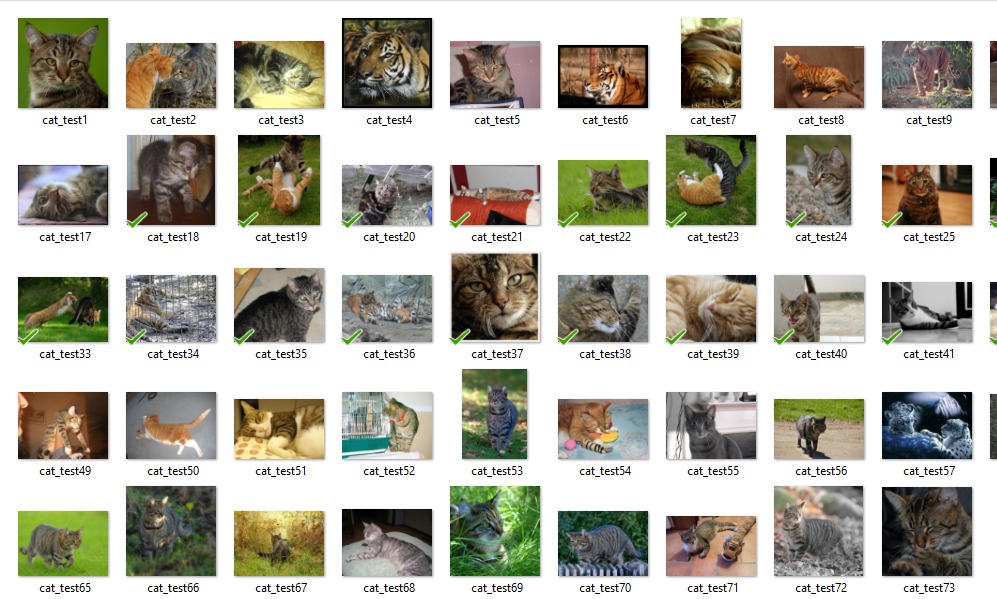 cat_test1 cat_test2 cat_test3 cat_test4 cat_test5 cat_test6 cat_test7 cat_test8 cat_test9
cat_test17 cat_test18 cat_test19 cat_test20 cat_test21 cat_test22 cat_test23 cat_test24 cat_test25
cat_test33 cat_test34 cat_test35 cat_test36 cat_test37 cat_test38 cat_test39 cat_test40 cat_test41
cat_test49 cat_test50 cat_test51 cat_test52 cat_test53 cat_test54 cat_test55 cat_test56 cat_test57
cat_test65 cat_test66 cat_test67 cat_test68 cat_test69 cat_test70 cat_test71 cat_test72 cat_test73